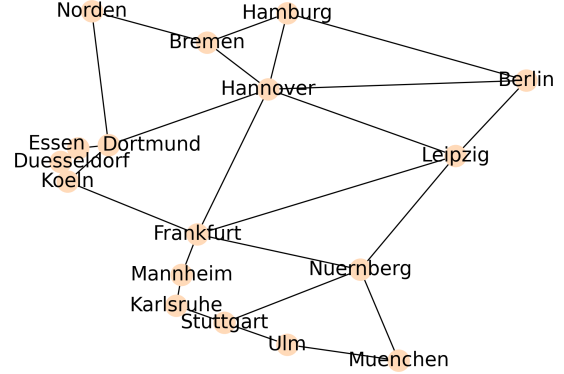 Norden
Hamburg
Bremen
Berlin
Hannover
Essen
Dortmund
Leipzig
Duesseldorf
Koeln
Frankfurt
Nuernberg
Mannheim
Karlsruhe
Stuttgart
Ulm
Muenchen